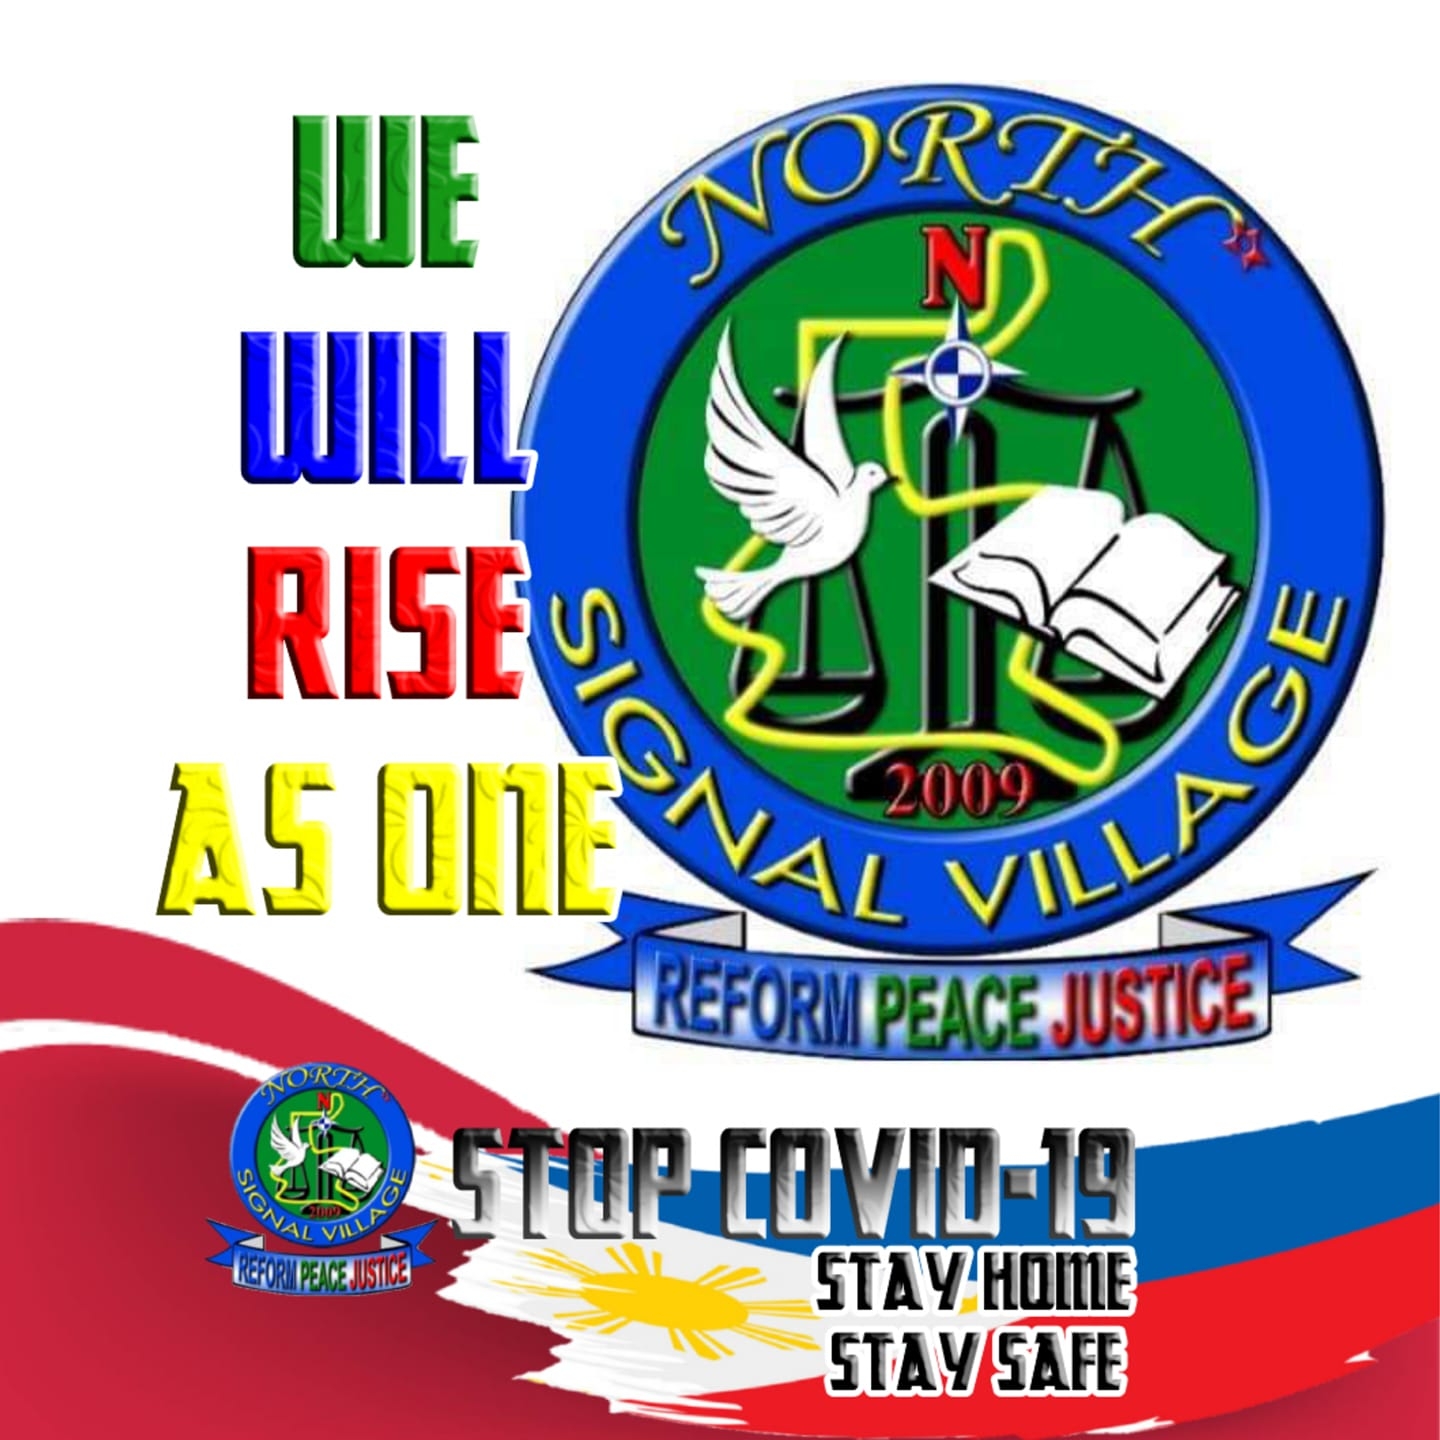 WE
WILL
RISE
AS ONE
NORTH
N
2009
SIGNAL VILLAGE
REFORM PEACE JUSTICE
NORTH
N
2009
SIGNAL VILLAGE
REFORM PEACE JUSTICE
STOP COVID-19
STAY HOME
STAY SAFE